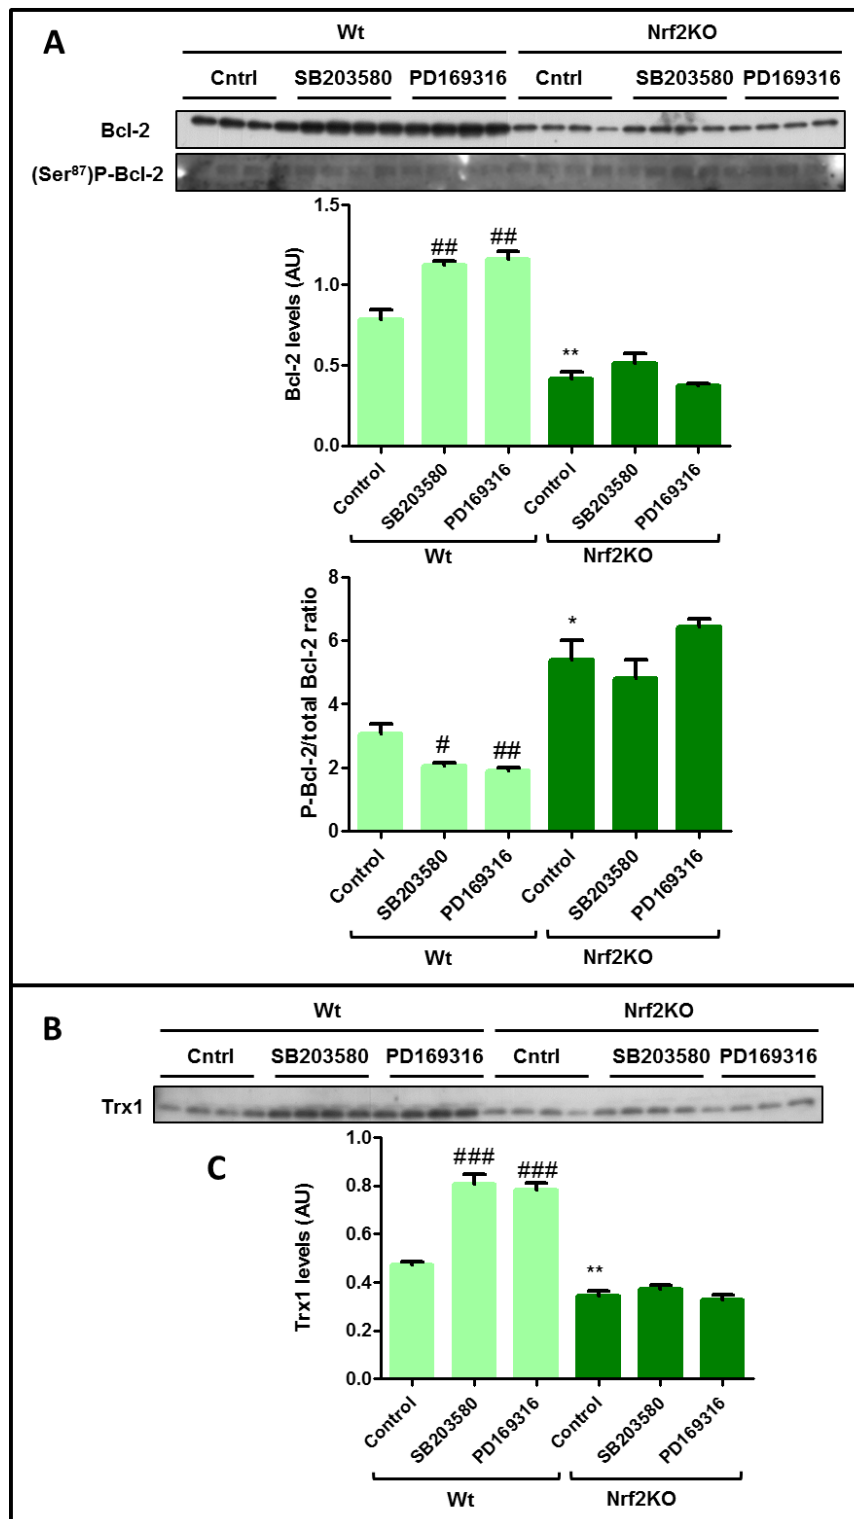 A
Wt Nrf2KO
Cntrl SB203580 PD169316 Cntrl SB203580 PD169316
Bcl-2
(Ser⁸⁷)P-Bcl-2
Bcl-2 levels (AU)
1.5
1.0
0.5
0.0
## ## **
Control SB203580 PD169316 Control SB203580 PD169316
Wt Nrf2KO
P-Bcl-2/total Bcl-2 ratio
8
6
4
2
0
# ## *
Control SB203580 PD169316 Control SB203580 PD169316
Wt Nrf2KO
B
Wt Nrf2KO
Cntrl SB203580 PD169316 Cntrl SB203580 PD169316
Trx1
C
Trx1 levels (AU)
1.0
0.8
0.6
0.4
0.2
0.0
### ### **
Control SB203580 PD169316 Control SB203580 PD169316
Wt Nrf2KO